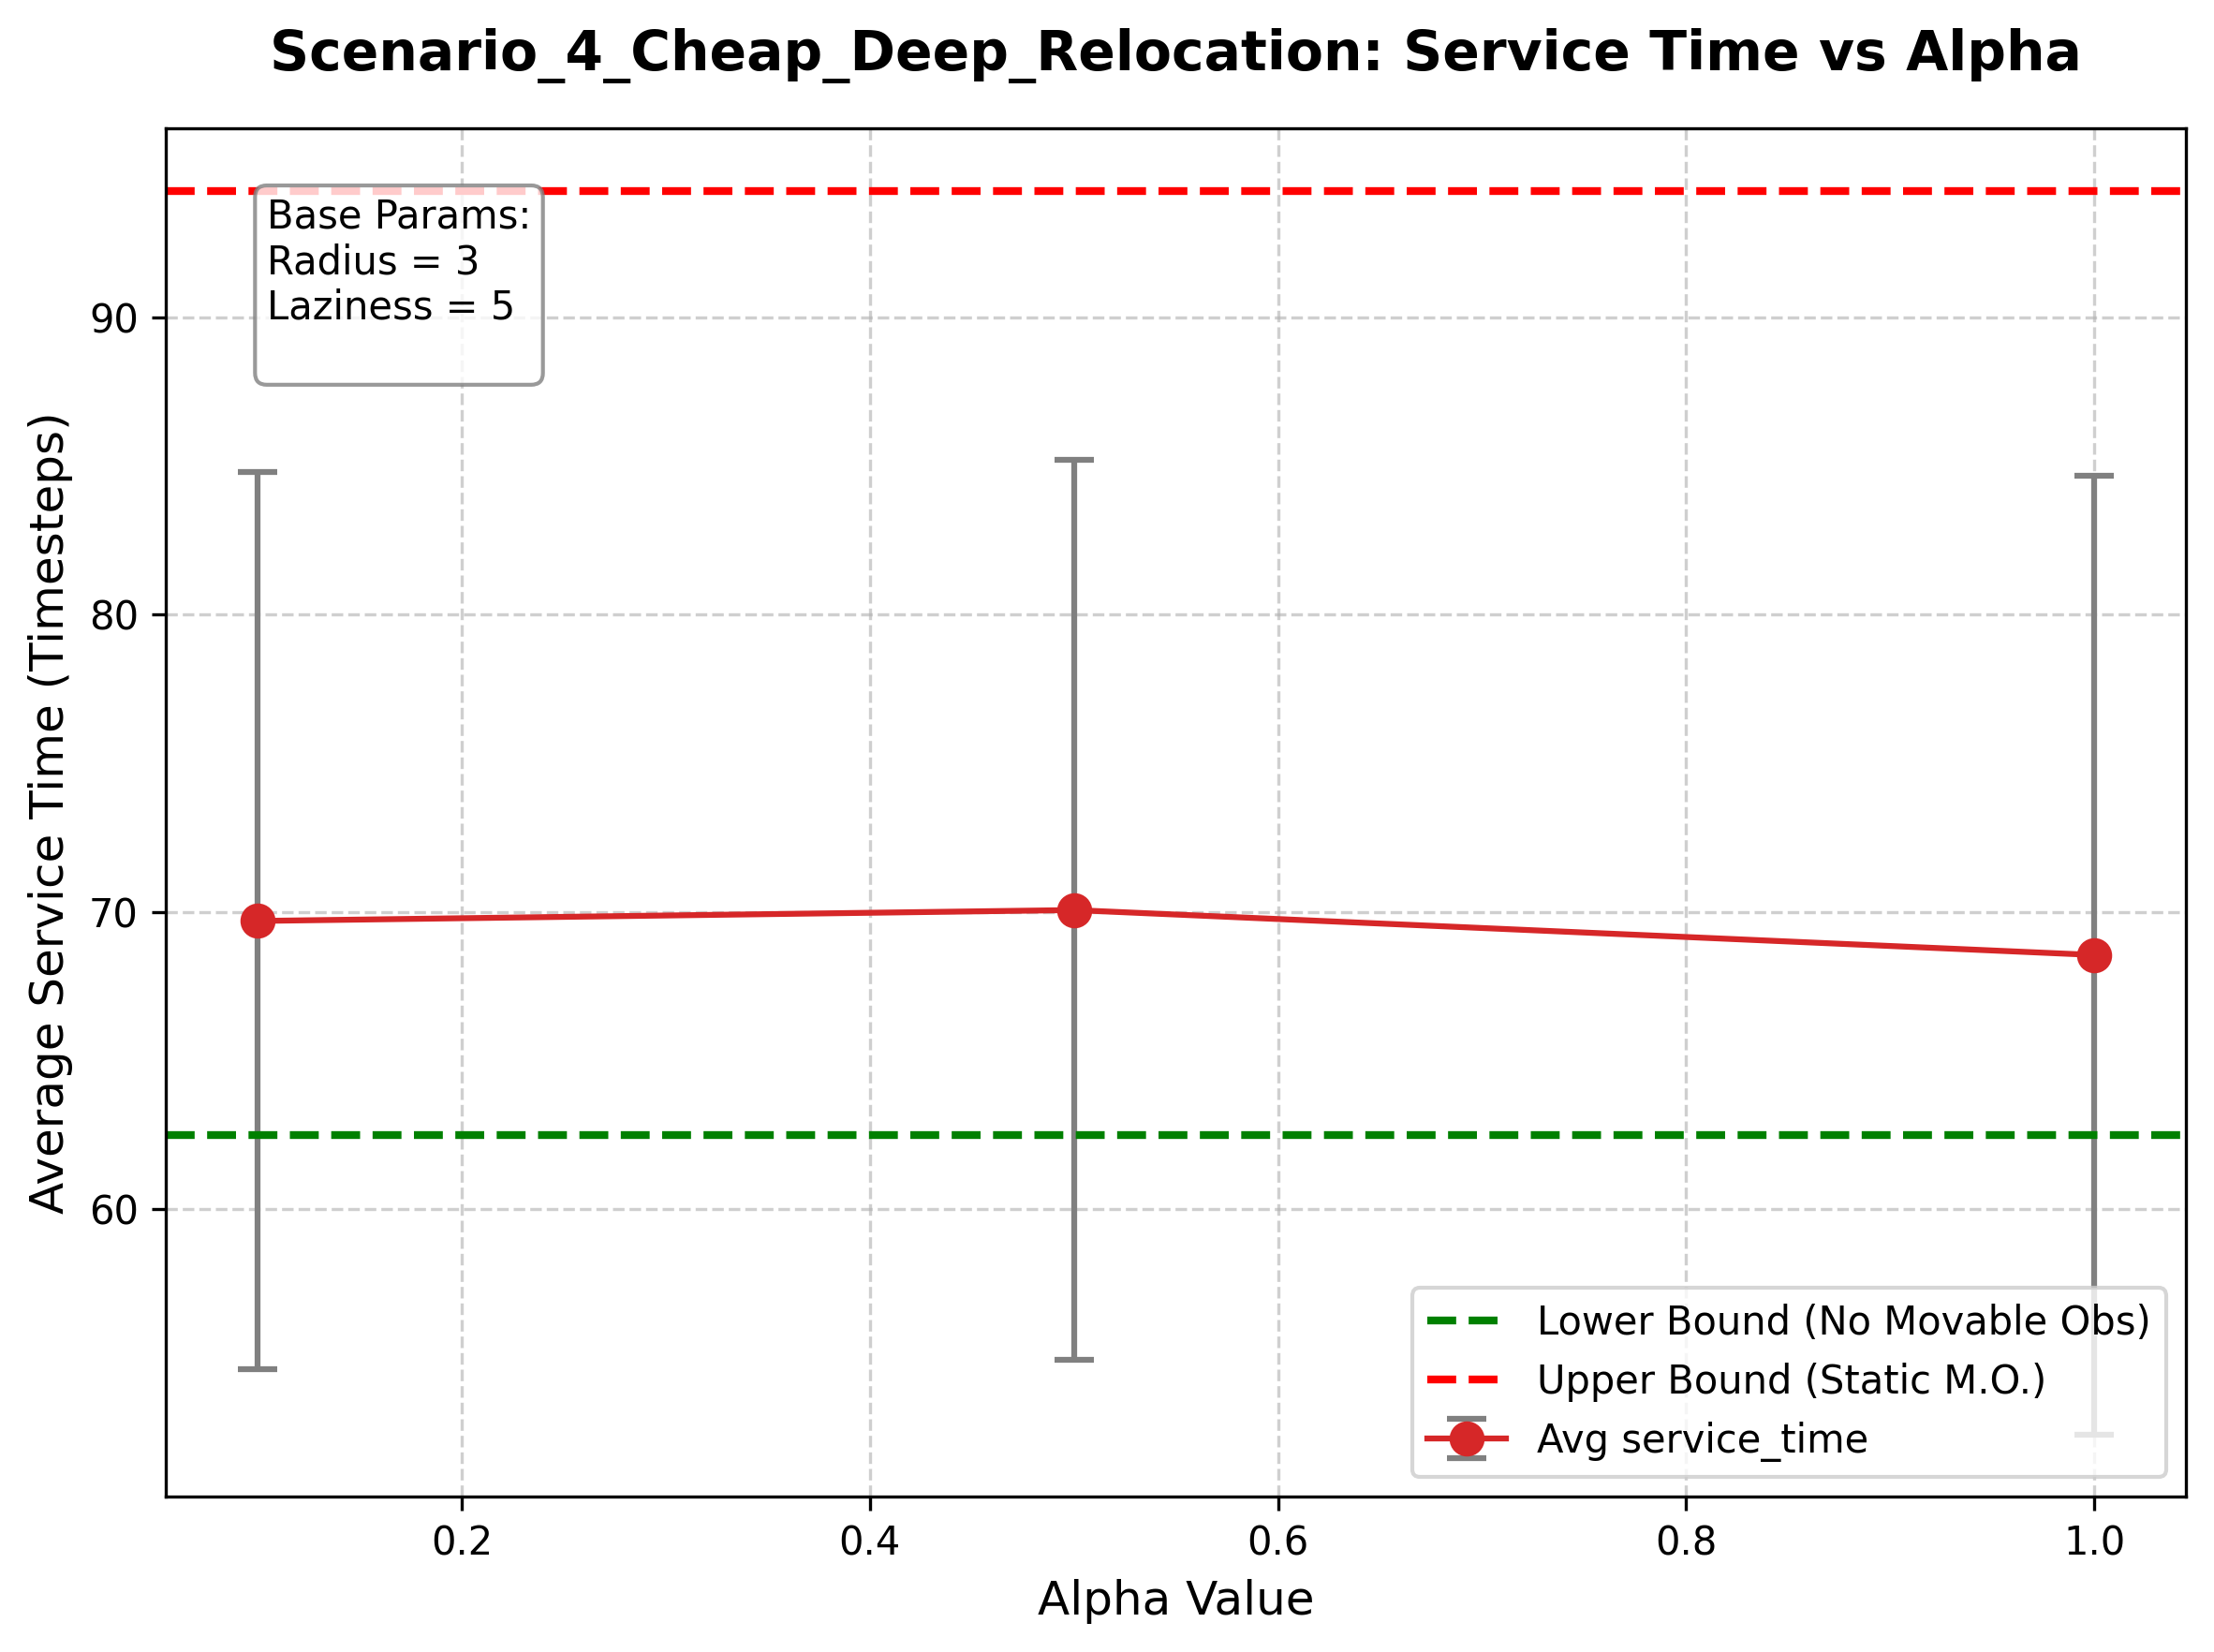 Scenario_4_Cheap_Deep_Relocation: Service Time vs Alpha
Base Params:
Radius = 3
Laziness = 5
90
80
70
60
Average Service Time (Timesteps)
Lower Bound (No Movable Obs)
Upper Bound (Static M.O.)
Avg service_time
0.2
0.4
0.6
0.8
1.0
Alpha Value